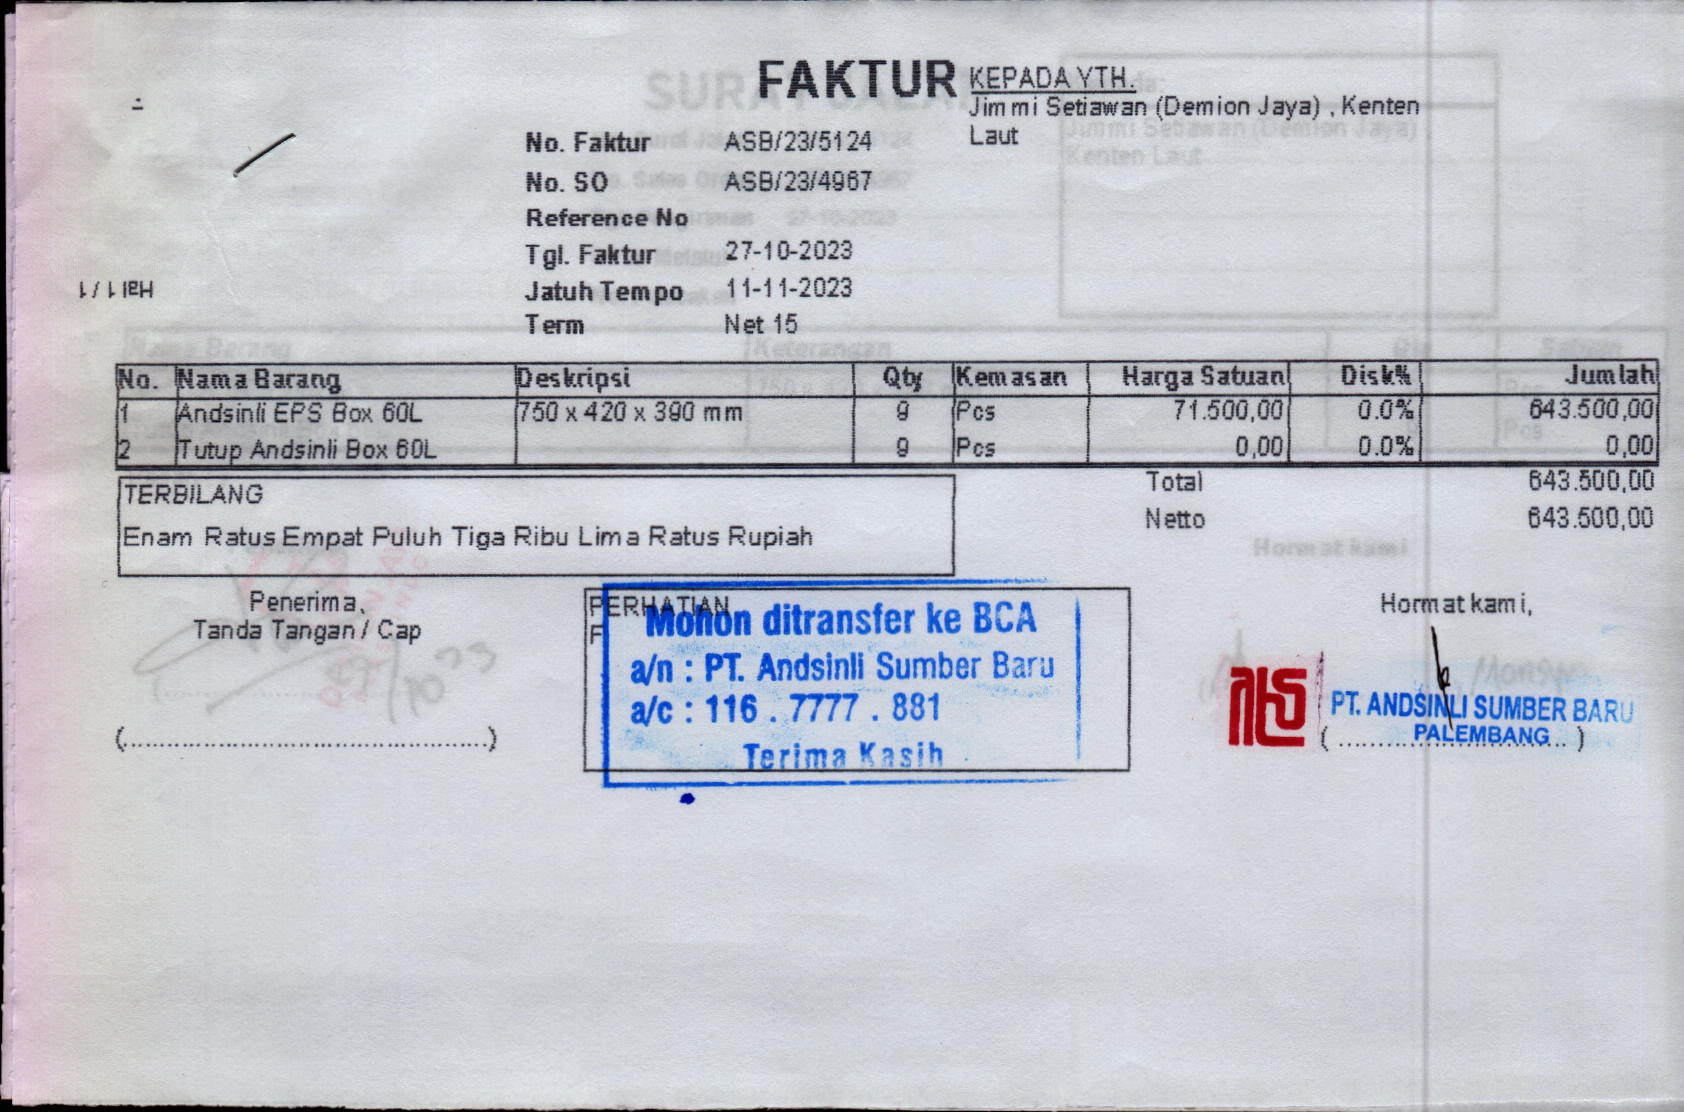 FAKTUR
KEPADA YTH.
Jimmi Setiawan (Demion Jaya) , Kenten
Laut
No. Faktur ASB/23/5124
No. SO ASB/23/4967
Reference No
Tgl. Faktur 27-10-2023
Jatuh Tempo 11-11-2023
Term Net 15
Hal 1 / 1
No. Nama Barang Deskripsi Qty Kemasan Harga Satuan Disk% Jumlah
1 Andsinli EPS Box 60L 750 x 420 x 390 mm 9 Pcs 71.500,00 0.0% 643.500,00
2 Tutup Andsinli Box 60L 9 Pcs 0,00 0.0% 0,00
Total 643.500,00
Netto 643.500,00
TERBILANG
Enam Ratus Empat Puluh Tiga Ribu Lima Ratus Rupiah
Penerima,
Tanda Tangan / Cap
(................................................)
PERHATIAN
Mohon ditransfer ke BCA
a/n : PT. Andsinli Sumber Baru
a/c : 116 . 7777 . 881
Terima Kasih
Hormat kami,
PT. ANDSINLI SUMBER BARU
PALEMBANG